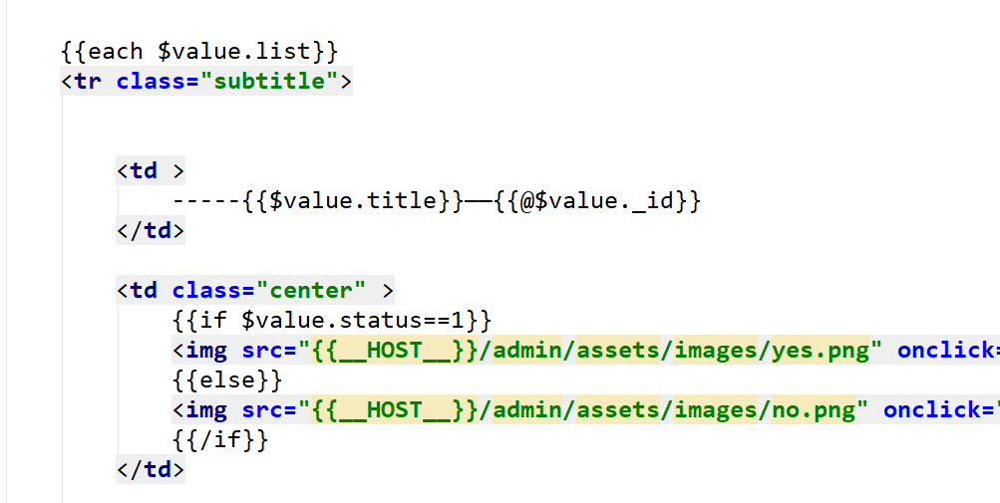 {{each $value.list}}
<tr class="subtitle">
<td >
-----{{$value.title}}——{{@$value._id}}
</td>
<td class="center" >
{{if $value.status==1}}
<img src="{{__HOST__}}/admin/assets/images/yes.png" onclick=
{{else}}
<img src="{{__HOST__}}/admin/assets/images/no.png" onclick="
{{/if}}
</td>